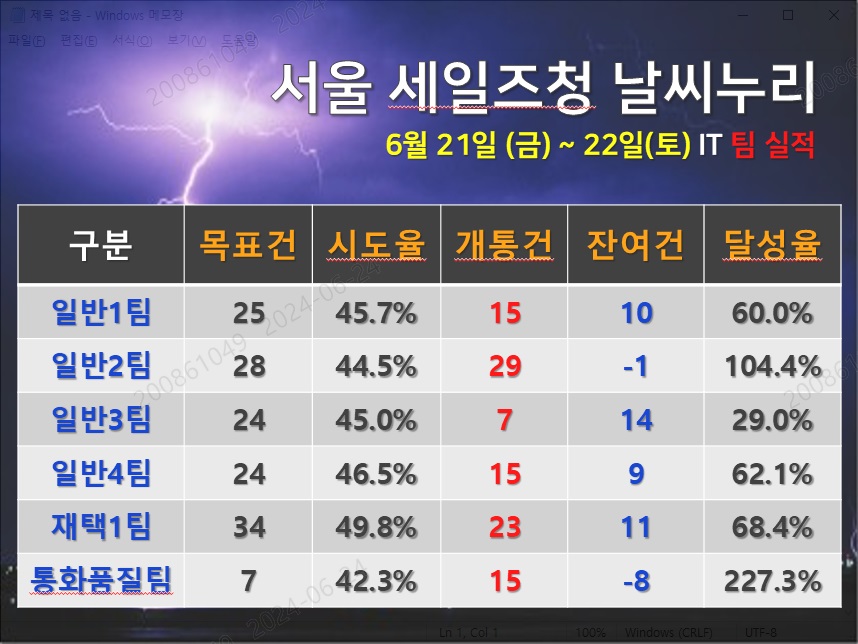 제목 없음 - Windows 메모장
파일(F) 편집(E) 서식(O) 보기(V) 도움말
서울 세일즈청 날씨누리
6월 21일 (금) ~ 22일(토) IT 팀 실적
구분 목표건 시도율 개통건 잔여건 달성율
일반1팀 25 45.7% 15 10 60.0%
일반2팀 28 44.5% 29 -1 104.4%
일반3팀 24 45.0% 7 14 29.0%
일반4팀 24 46.5% 15 9 62.1%
재택1팀 34 49.8% 23 11 68.4%
통화품질팀 7 42.3% 15 -8 227.3%
Ln 1, Col 1 100% Windows (CRLF) UTF-8
200861049 2024-06-24